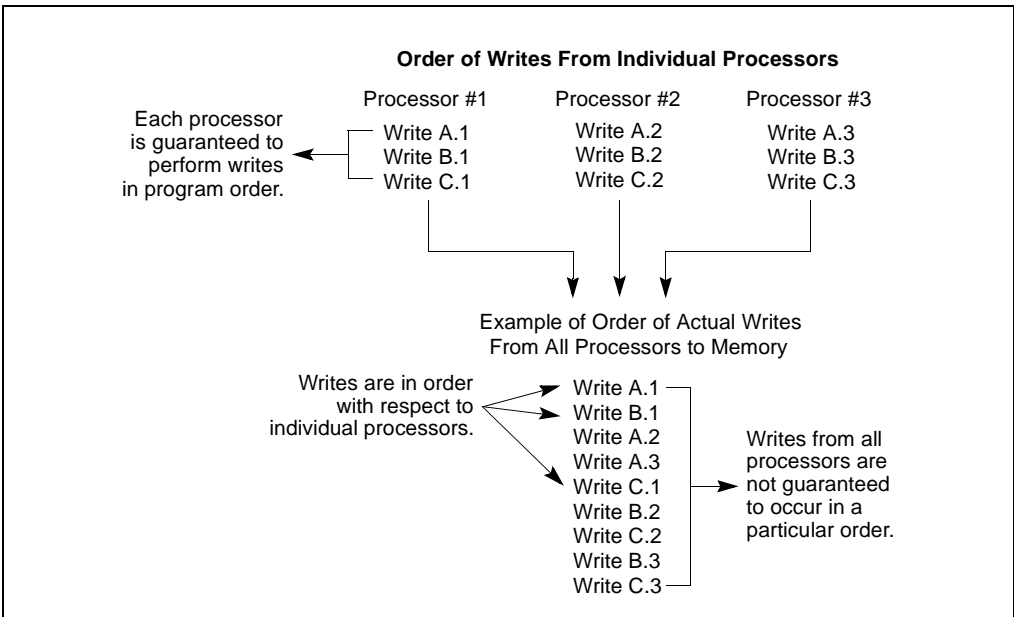 Order of Writes From Individual Processors
Processor #1
Processor #2
Processor #3
Each processor
is guaranteed to
perform writes
in program order.
Write A.1
Write B.1
Write C.1
Write A.2
Write B.2
Write C.2
Write A.3
Write B.3
Write C.3
Example of Order of Actual Writes
From All Processors to Memory
Writes are in order
with respect to
individual processors.
Write A.1
Write B.1
Write A.2
Write A.3
Write C.1
Write B.2
Write C.2
Write B.3
Write C.3
Writes from all
processors are
not guaranteed
to occur in a
particular order.